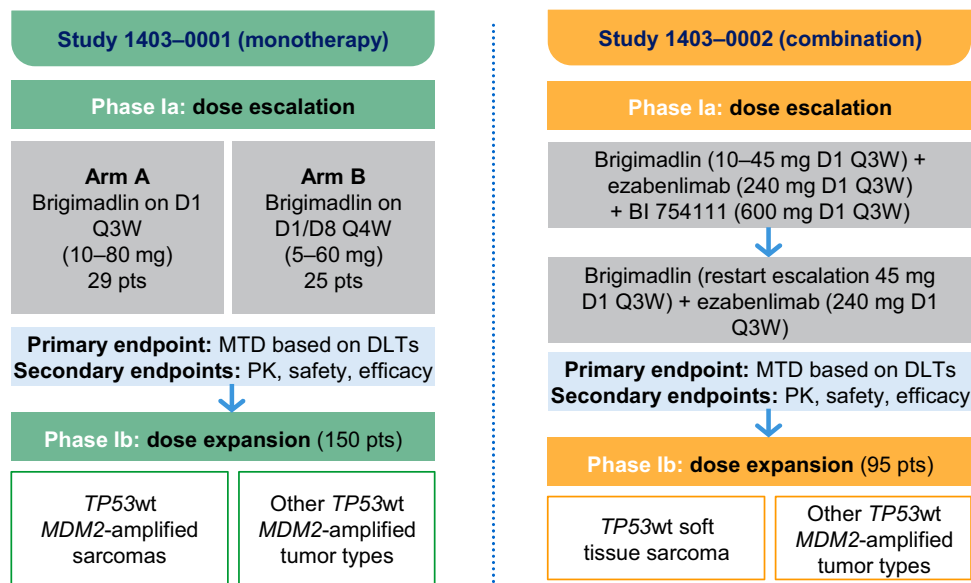 Study 1403–0001 (monotherapy)
Phase Ia: dose escalation
Arm A
Brigimadlin on D1
Q3W
(10–80 mg)
29 pts
Arm B
Brigimadlin on
D1/D8 Q4W
(5–60 mg)
25 pts
Primary endpoint: MTD based on DLTs
Secondary endpoints: PK, safety, efficacy
Phase Ib: dose expansion (150 pts)
TP53wt
MDM2-amplified
sarcomas
Other TP53wt
MDM2-amplified
tumor types
Study 1403–0002 (combination)
Phase Ia: dose escalation
Brigimadlin (10–45 mg D1 Q3W) +
ezabenlimab (240 mg D1 Q3W)
+ BI 754111 (600 mg D1 Q3W)
Brigimadlin (restart escalation 45 mg
D1 Q3W) + ezabenlimab (240 mg D1
Q3W)
Primary endpoint: MTD based on DLTs
Secondary endpoints: PK, safety, efficacy
Phase Ib: dose expansion (95 pts)
TP53wt soft
tissue sarcoma
Other TP53wt
MDM2-amplified
tumor types